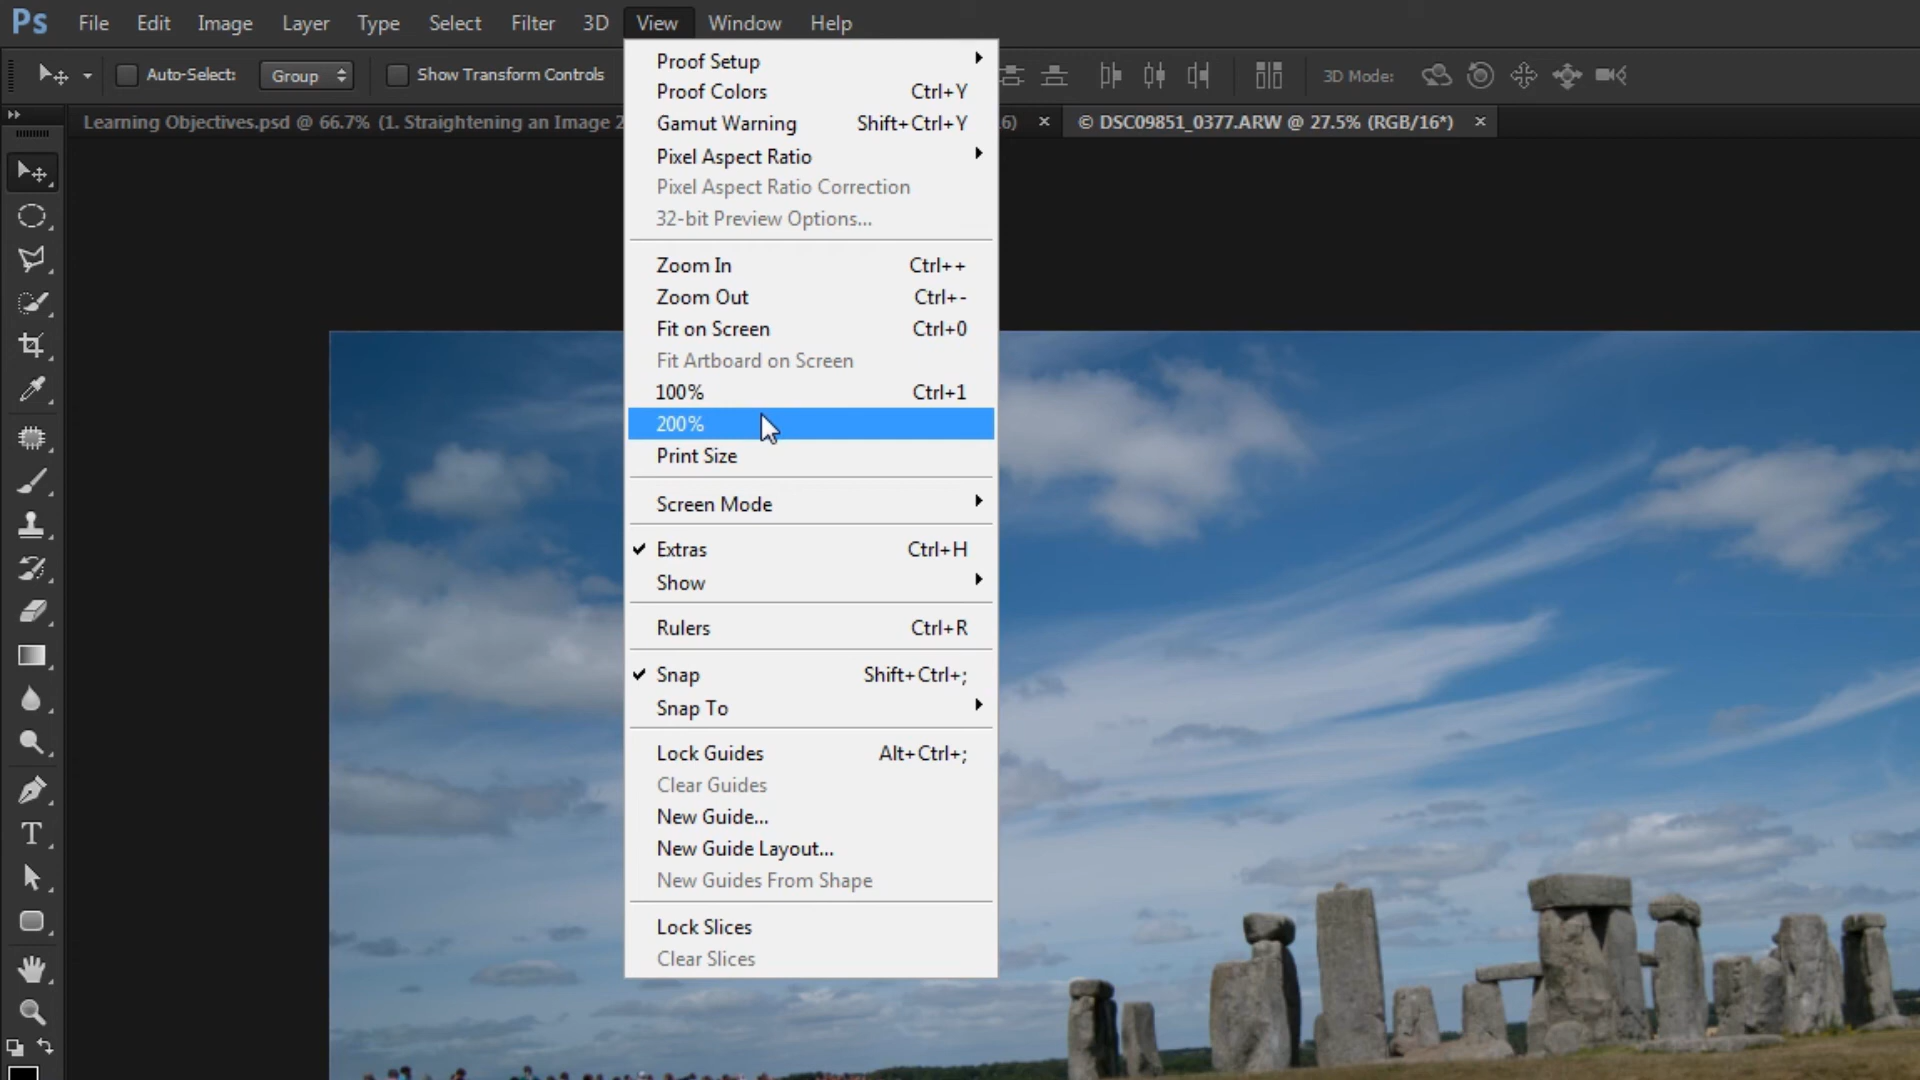 Ps File Edit Image Layer Type Select Filter 3D View Window Help
Auto-Select: Group Show Transform Controls 3D Mode:
Learning Objectives.psd @ 66.7% (1. Straightening an Image 2 6) × © DSC09851_0377.ARW @ 27.5% (RGB/16*) ×
Proof Setup
Proof Colors Ctrl+Y
Gamut Warning Shift+Ctrl+Y
Pixel Aspect Ratio
Pixel Aspect Ratio Correction
32-bit Preview Options...
Zoom In Ctrl++
Zoom Out Ctrl+-
Fit on Screen Ctrl+0
Fit Artboard on Screen
100% Ctrl+1
200%
Print Size
Screen Mode
Extras Ctrl+H
Show
Rulers Ctrl+R
Snap Shift+Ctrl+;
Snap To
Lock Guides Alt+Ctrl+;
Clear Guides
New Guide...
New Guide Layout...
New Guides From Shape
Lock Slices
Clear Slices